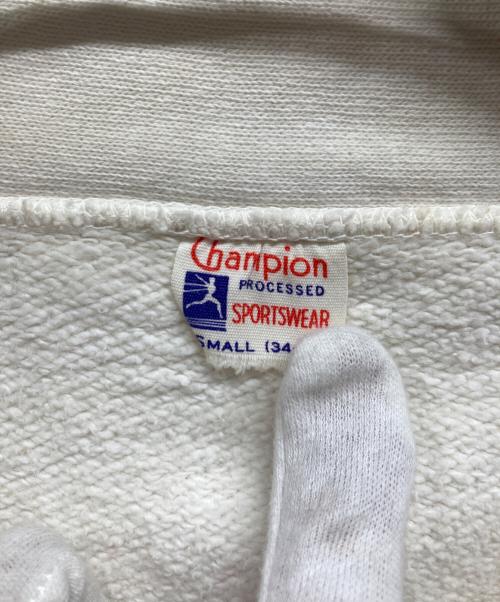 Champion
PROCESSED
SPORTSWEAR
SMALL (34